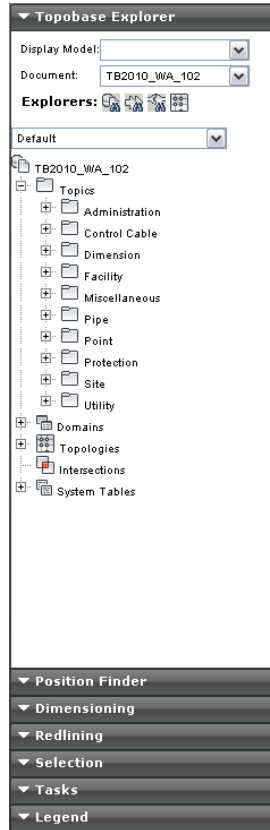 Topobase Explorer
Display Model:
Document: TB2010_WA_102
Explorers:
Default
TB2010_WA_102
Topics
Administration
Control Cable
Dimension
Facility
Miscellaneous
Pipe
Point
Protection
Site
Utility
Domains
Topologies
Intersections
System Tables
Position Finder
Dimensioning
Redlining
Selection
Tasks
Legend